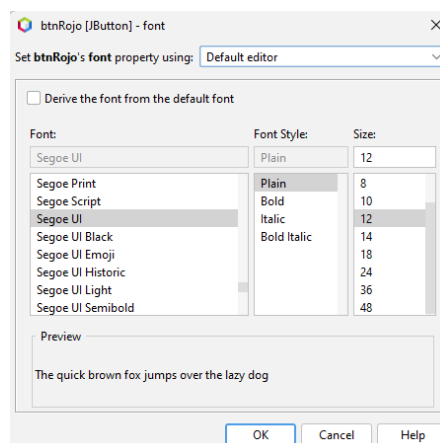 btnRojo [JButton] - font
Set btnRojo's font property using: Default editor
Derive the font from the default font
Font: Font Style: Size:
Segoe UI Plain 12
Segoe Print Plain 8
Segoe Script Bold 10
Segoe UI Italic 12
Segoe UI Black Bold Italic 14
Segoe UI Emoji 18
Segoe UI Historic 24
Segoe UI Light 36
Segoe UI Semibold 48
Preview
The quick brown fox jumps over the lazy dog
OK Cancel Help